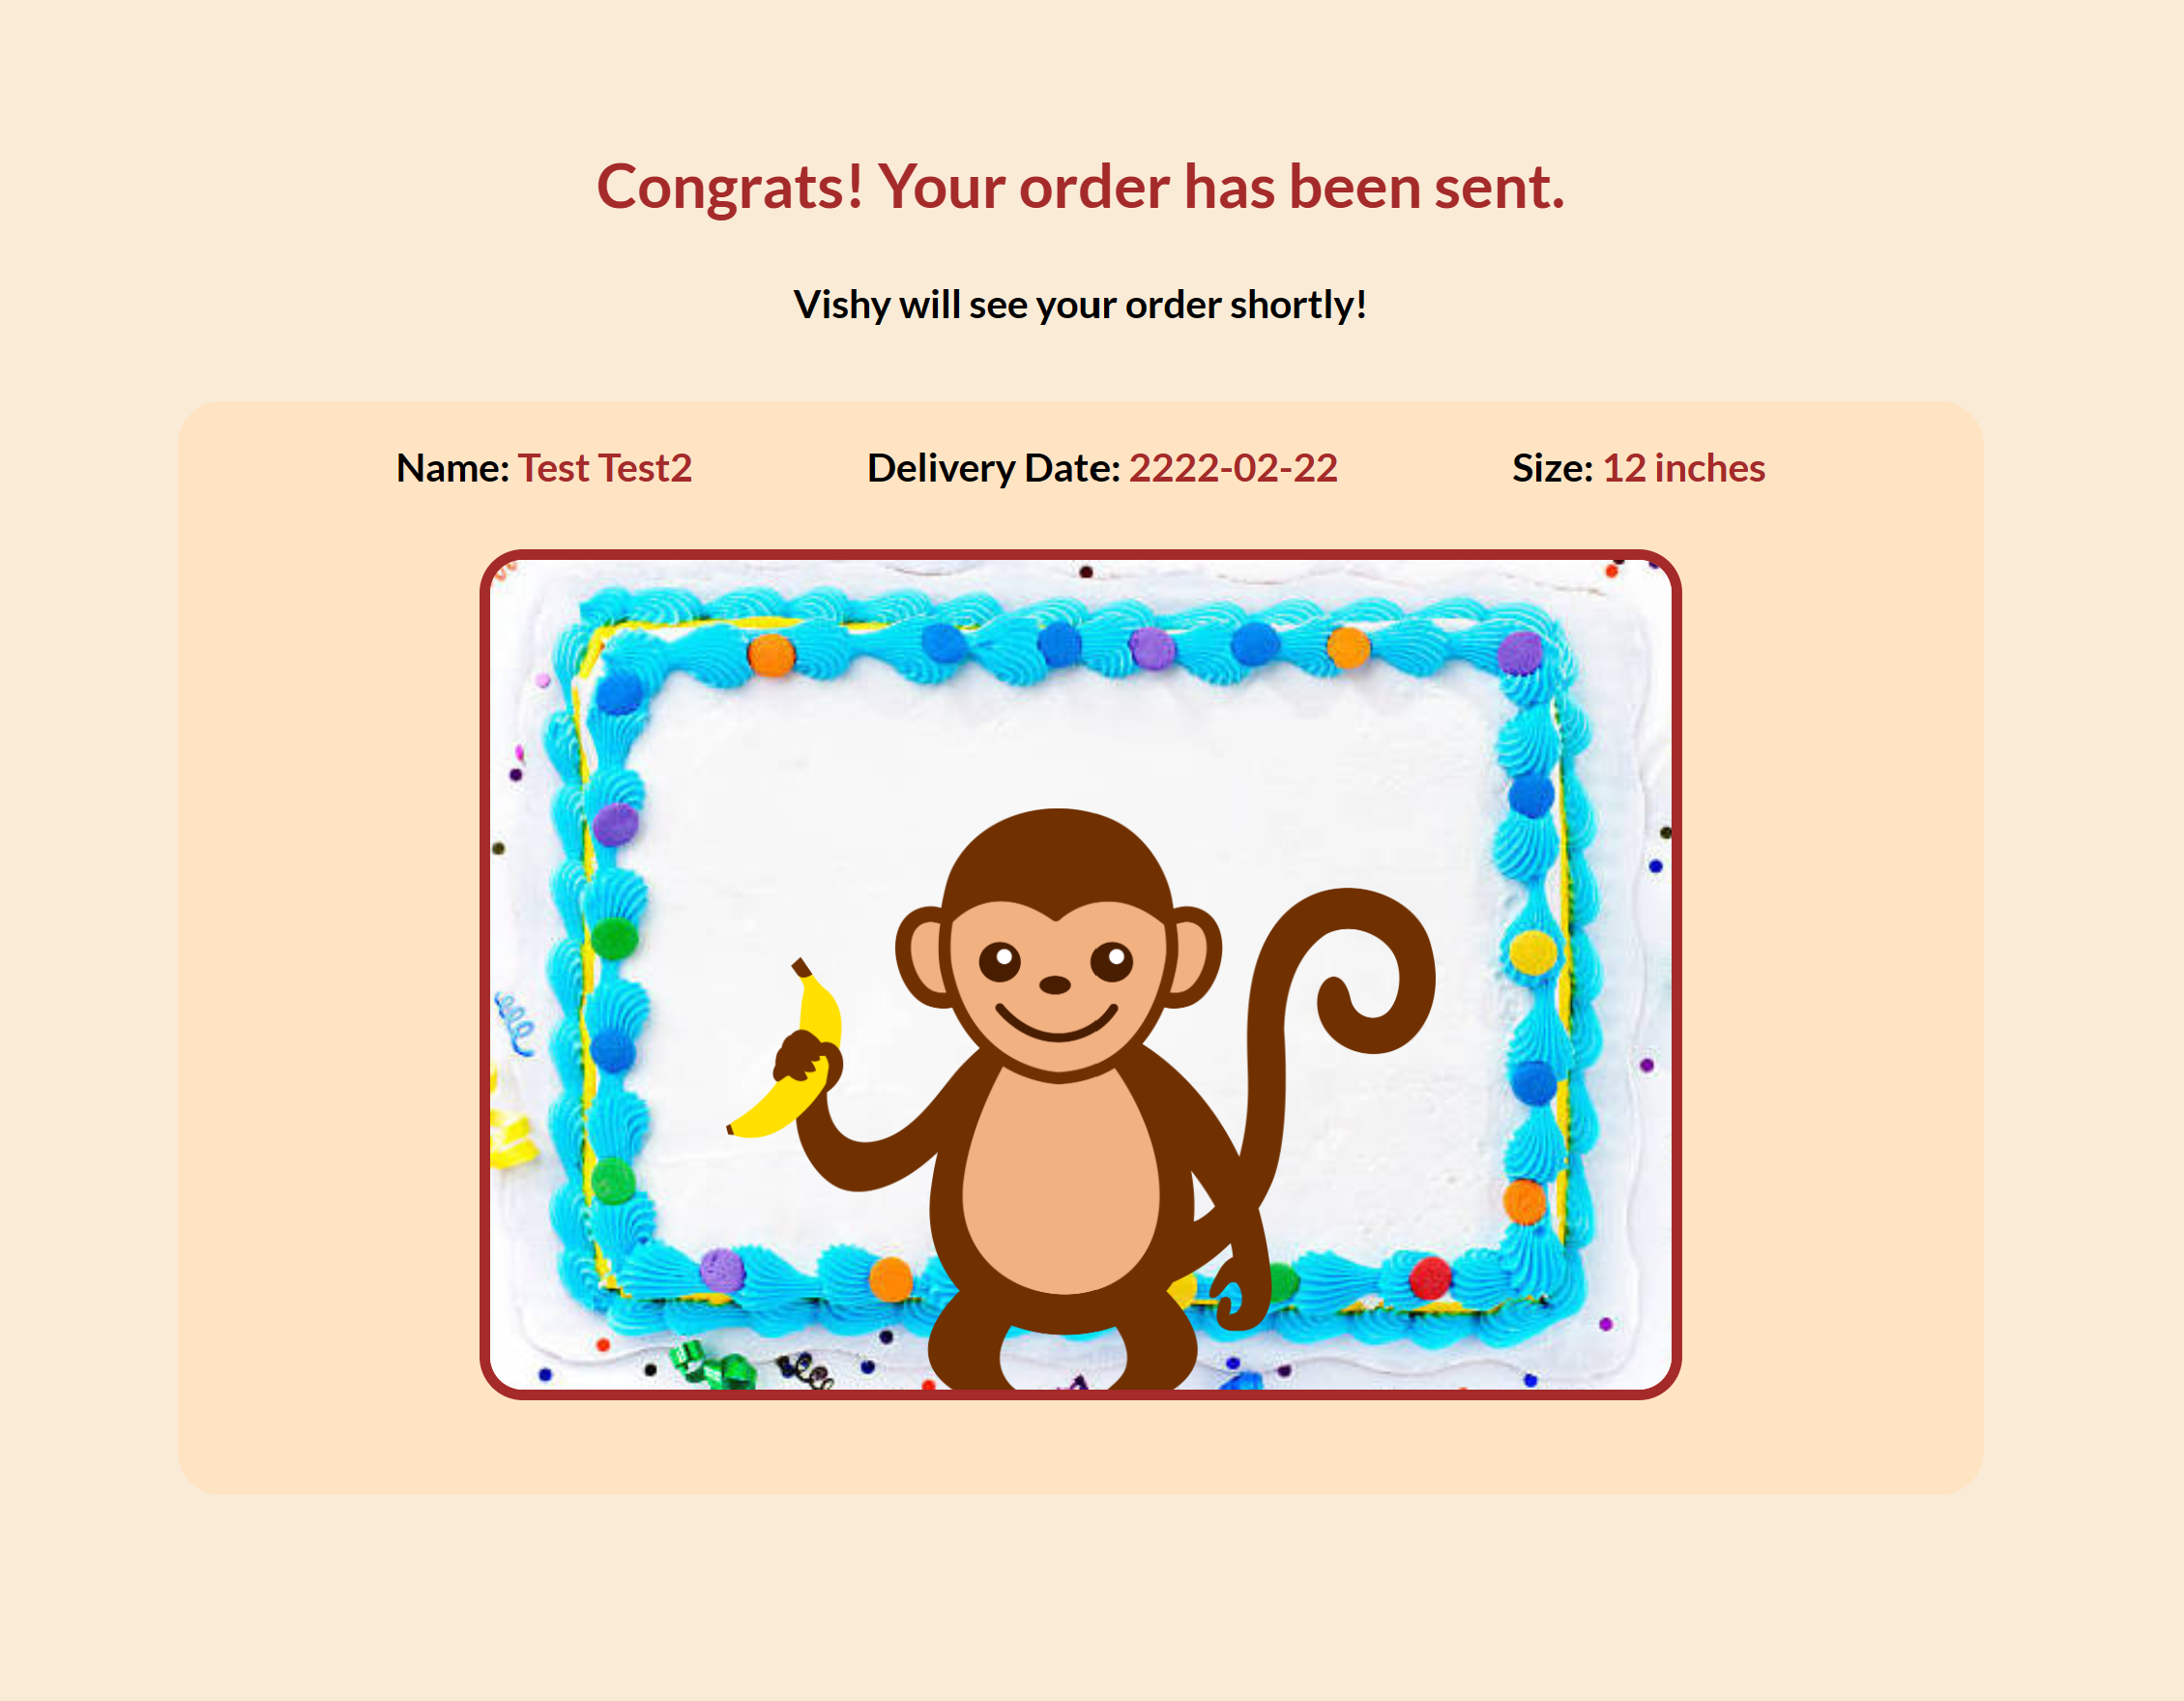 Congrats! Your order has been sent.
Vishy will see your order shortly!
Name: Test Test2 Delivery Date: 2222-02-22 Size: 12 inches